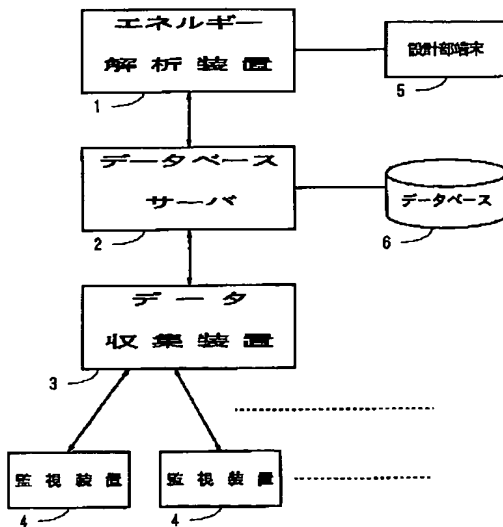 エネルギー
解析装置
設計部端末
1
5
データベース
サーバ
データベース
2
6
データ
収集装置
3
監視装置
監視装置
4
4